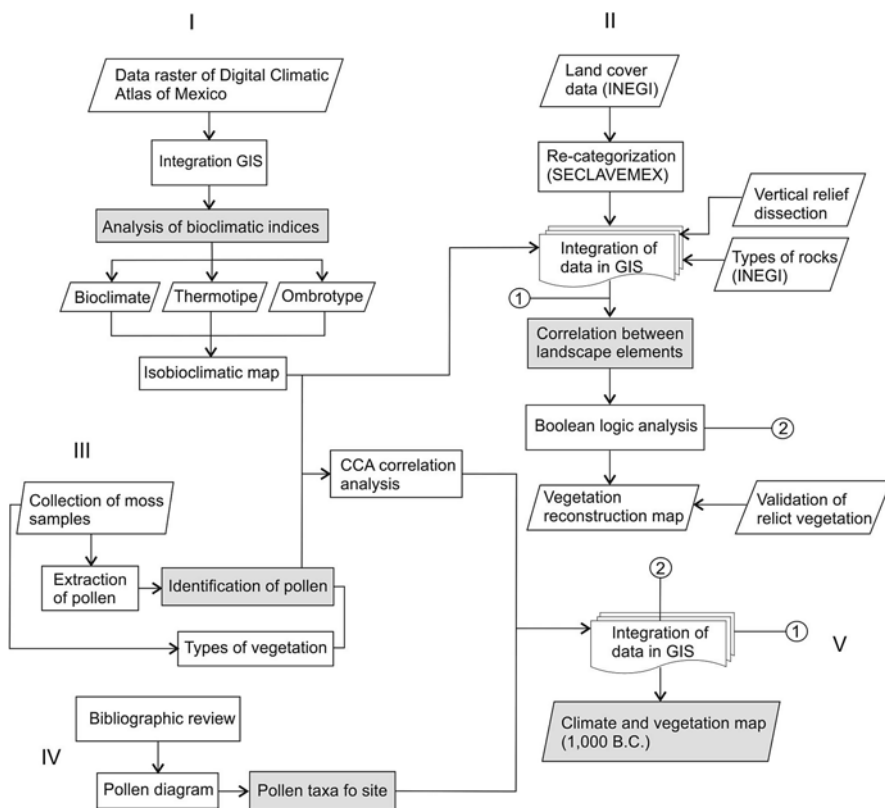 I
Data raster of Digital Climatic
Atlas of Mexico
Integration GIS
Analysis of bioclimatic indices
Bioclimate
Thermotipe
Ombrotype
Isobioclimatic map
II
Land cover
data (INEGI)
Re-categorization
(SECLAVEMEX)
Vertical relief
dissection
Integration of
data in GIS
Types of rocks
(INEGI)
1
Correlation between
landscape elements
Boolean logic analysis
2
Vegetation
reconstruction map
Validation of
relict vegetation
III
Collection of moss
samples
CCA correlation
analysis
Extraction
of pollen
Identification of pollen
Types of vegetation
IV
Bibliographic review
Pollen diagram
Pollen taxa fo site
2
Integration of
data in GIS
1
V
Climate and vegetation map
(1,000 B.C.)